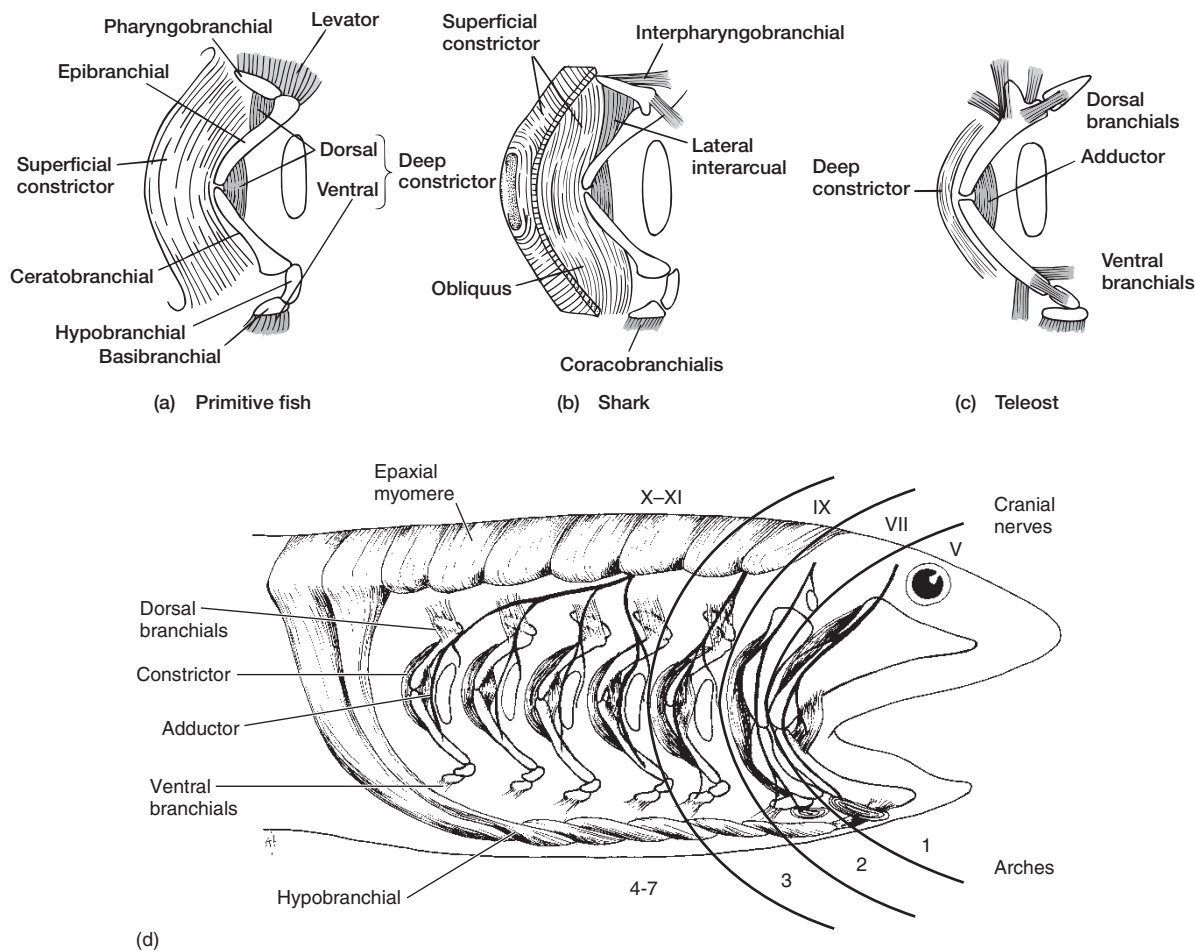 Pharyngobranchial
Levator
Epibranchial
Superficial
constrictor
Dorsal
Ventral
Deep
constrictor
Ceratobranchial
Hypobranchial
Basibranchial
(a) Primitive fish
Superficial
constrictor
Interpharyngobranchial
Lateral
interarcual
Obliquus
Coracobranchialis
(b) Shark
Dorsal
branchials
Adductor
Deep
constrictor
Ventral
branchials
(c) Teleost
Epaxial
myomere
X–XI
IX
VII
V
Cranial
nerves
Dorsal
branchials
Constrictor
Adductor
Ventral
branchials
Hypobranchial
4-7
3
2
1
Arches
(d)